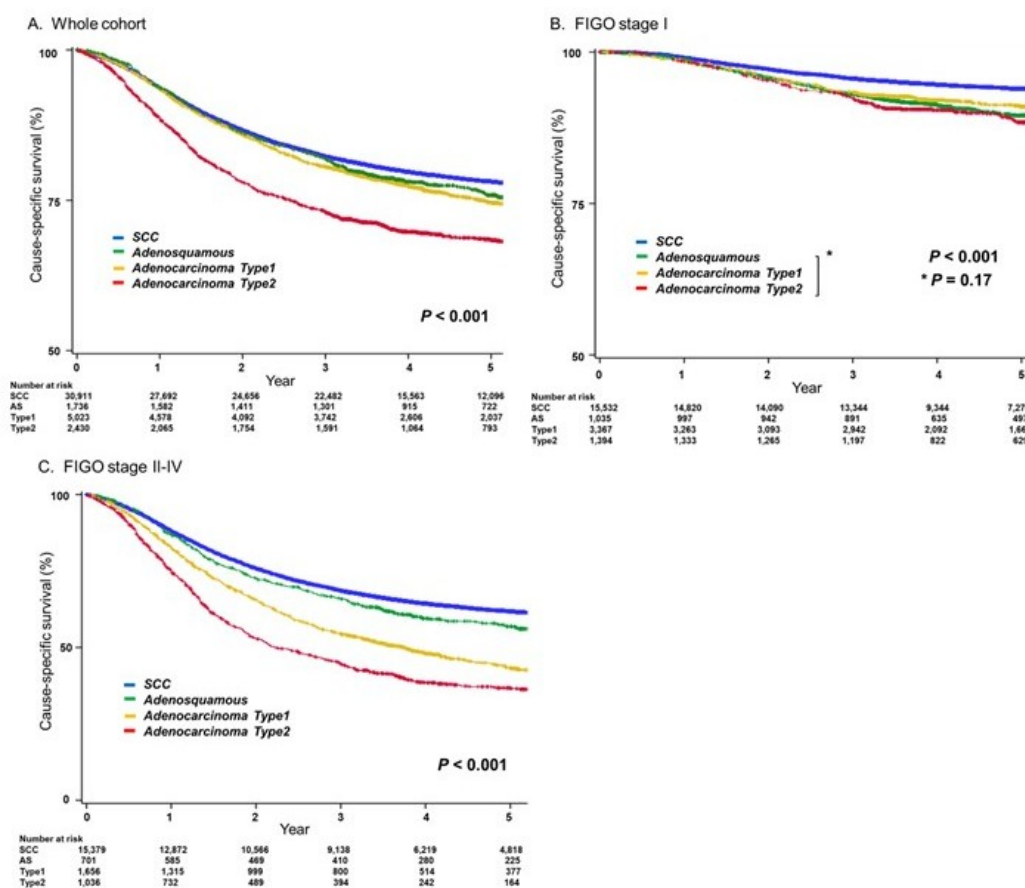 A. Whole cohort
100
75
50
Cause-specific survival (%)
SCC
Adenosquamous
Adenocarcinoma Type1
Adenocarcinoma Type2
P < 0.001
0 1 2 3 4 5
Year
Number at risk
SCC 30,911 27,692 24,656 22,482 15,563 12,096
AS 1,736 1,582 1,411 1,301 915 722
Type1 5,023 4,578 4,092 3,742 2,606 2,037
Type2 2,430 2,065 1,754 1,591 1,064 793
B. FIGO stage I
100
75
50
Cause-specific survival (%)
SCC
Adenosquamous
Adenocarcinoma Type1
Adenocarcinoma Type2
*
P < 0.001
* P = 0.17
0 1 2 3 4 5
Year
Number at risk
SCC 15,532 14,820 14,090 13,344 9,344 7,27
AS 1,035 997 942 891 635 497
Type1 3,367 3,263 3,093 2,942 2,092 1,66
Type2 1,394 1,333 1,265 1,197 822 629
C. FIGO stage II-IV
100
50
0
Cause-specific survival (%)
SCC
Adenosquamous
Adenocarcinoma Type1
Adenocarcinoma Type2
P < 0.001
0 1 2 3 4 5
Year
Number at risk
SCC 15,379 12,872 10,566 9,138 6,219 4,818
AS 701 585 469 410 280 225
Type1 1,656 1,315 999 800 514 377
Type2 1,036 732 489 394 242 164